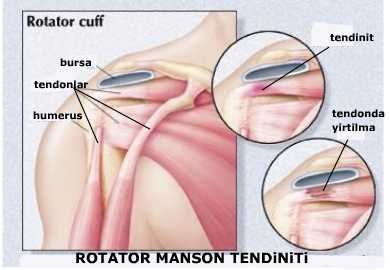 Rotator cuff
bursa
tendonlar
humerus
tendinit
tendonda
yirtilma
ROTATOR MANSON TENDiNiTi